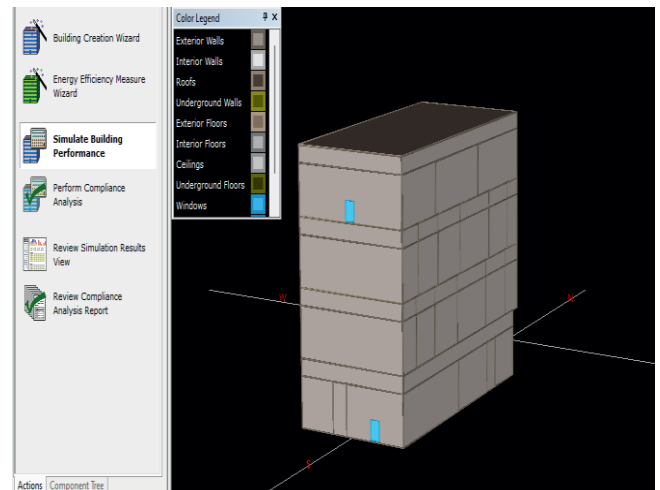 Building Creation Wizard
Energy Efficiency Measure
Wizard
Simulate Building
Performance
Perform Compliance
Analysis
Review Simulation Results
View
Review Compliance
Analysis Report
Actions
Component Tree
Color Legend
Exterior Walls
Interior Walls
Roofs
Underground Walls
Exterior Floors
Interior Floors
Ceilings
Underground Floors
Windows
W
N
S